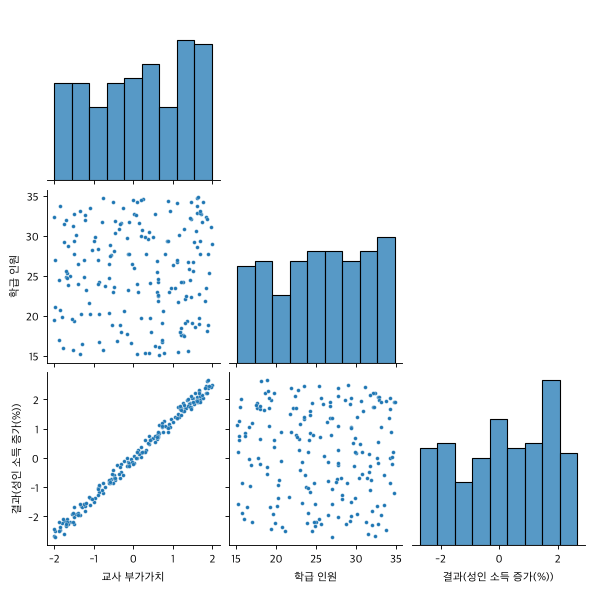 35
30
25
20
15
학급 인원
2
1
0
-1
-2
결과(성인 소득 증가(%))
-2 -1 0 1 2
교사 부가가치
15 20 25 30 35
학급 인원
-2 0 2
결과(성인 소득 증가(%))